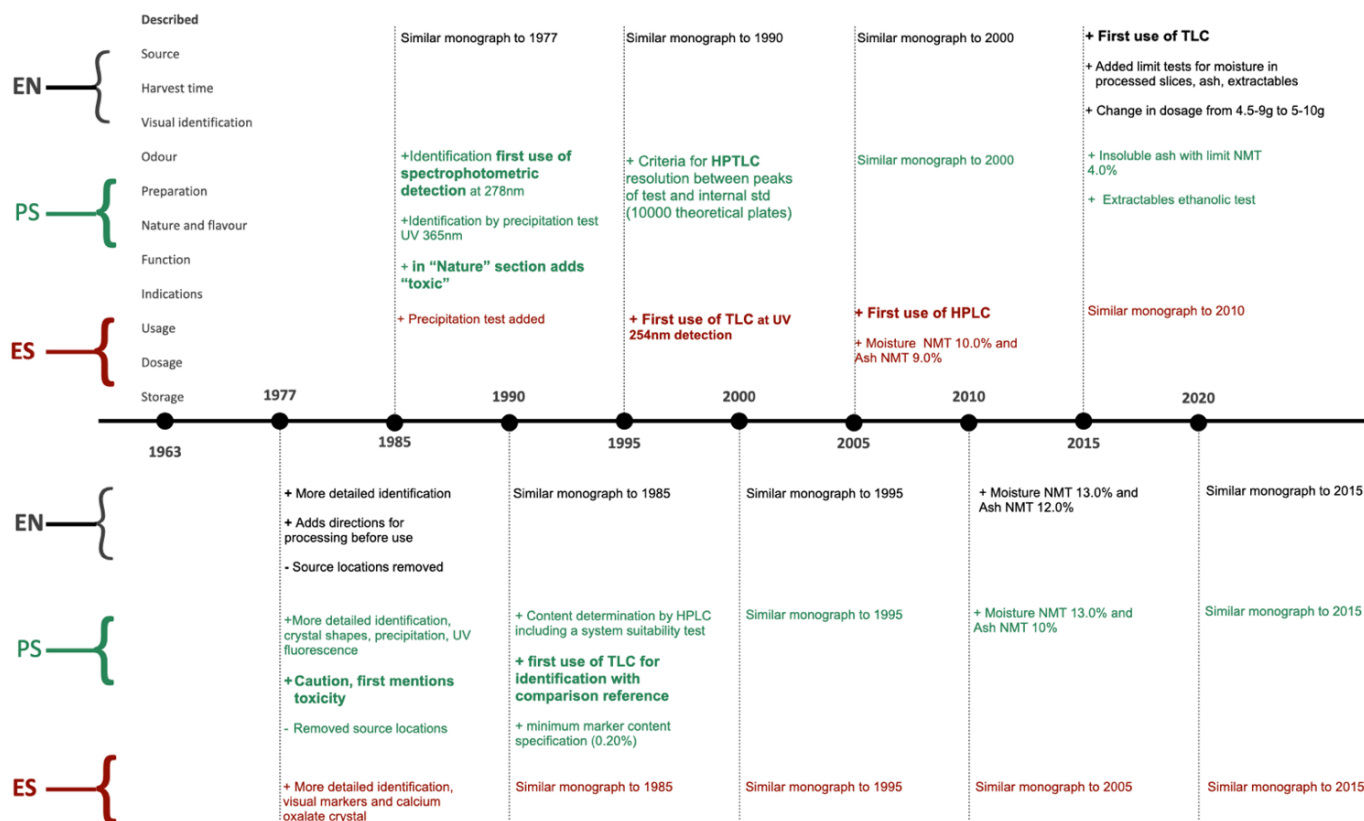 Described
Source
Harvest time
Visual identification
Odour
Preparation
Nature and flavour
Function
Indications
Usage
Dosage
Storage
EN
PS
ES
Similar monograph to 1977
+Identification first use of
spectrophotometric
detection at 278nm
+Identification by precipitation test
UV 365nm
+ in “Nature” section adds
“toxic”
+ Precipitation test added
Similar monograph to 1990
+ Criteria for HPTLC
resolution between peaks
of test and internal std
(10000 theoretical plates)
+ First use of TLC at UV
254nm detection
Similar monograph to 2000
Similar monograph to 2000
+ First use of HPLC
+ Moisture NMT 10.0% and
Ash NMT 9.0%
+ First use of TLC
+ Added limit tests for moisture in
processed slices, ash, extractables
+ Change in dosage from 4.5-9g to 5-10g
+ Insoluble ash with limit NMT
4.0%
+ Extractables ethanolic test
Similar monograph to 2010
1963
1977
1985
1990
1995
2000
2005
2010
2015
2020
EN
PS
ES
+ More detailed identification
+ Adds directions for
processing before use
- Source locations removed
+More detailed identification,
crystal shapes, precipitation, UV
fluorescence
+Caution, first mentions
toxicity
- Removed source locations
+ More detailed identification,
visual markers and calcium
oxalate crystal
Similar monograph to 1985
+ Content determination by HPLC
including a system suitability test
+ first use of TLC for
identification with
comparison reference
+ minimum marker content
specification (0.20%)
Similar monograph to 1985
Similar monograph to 1995
Similar monograph to 1995
Similar monograph to 1995
+ Moisture NMT 13.0% and
Ash NMT 12.0%
+ Moisture NMT 13.0% and
Ash NMT 10%
Similar monograph to 2005
Similar monograph to 2015
Similar monograph to 2015
Similar monograph to 2015